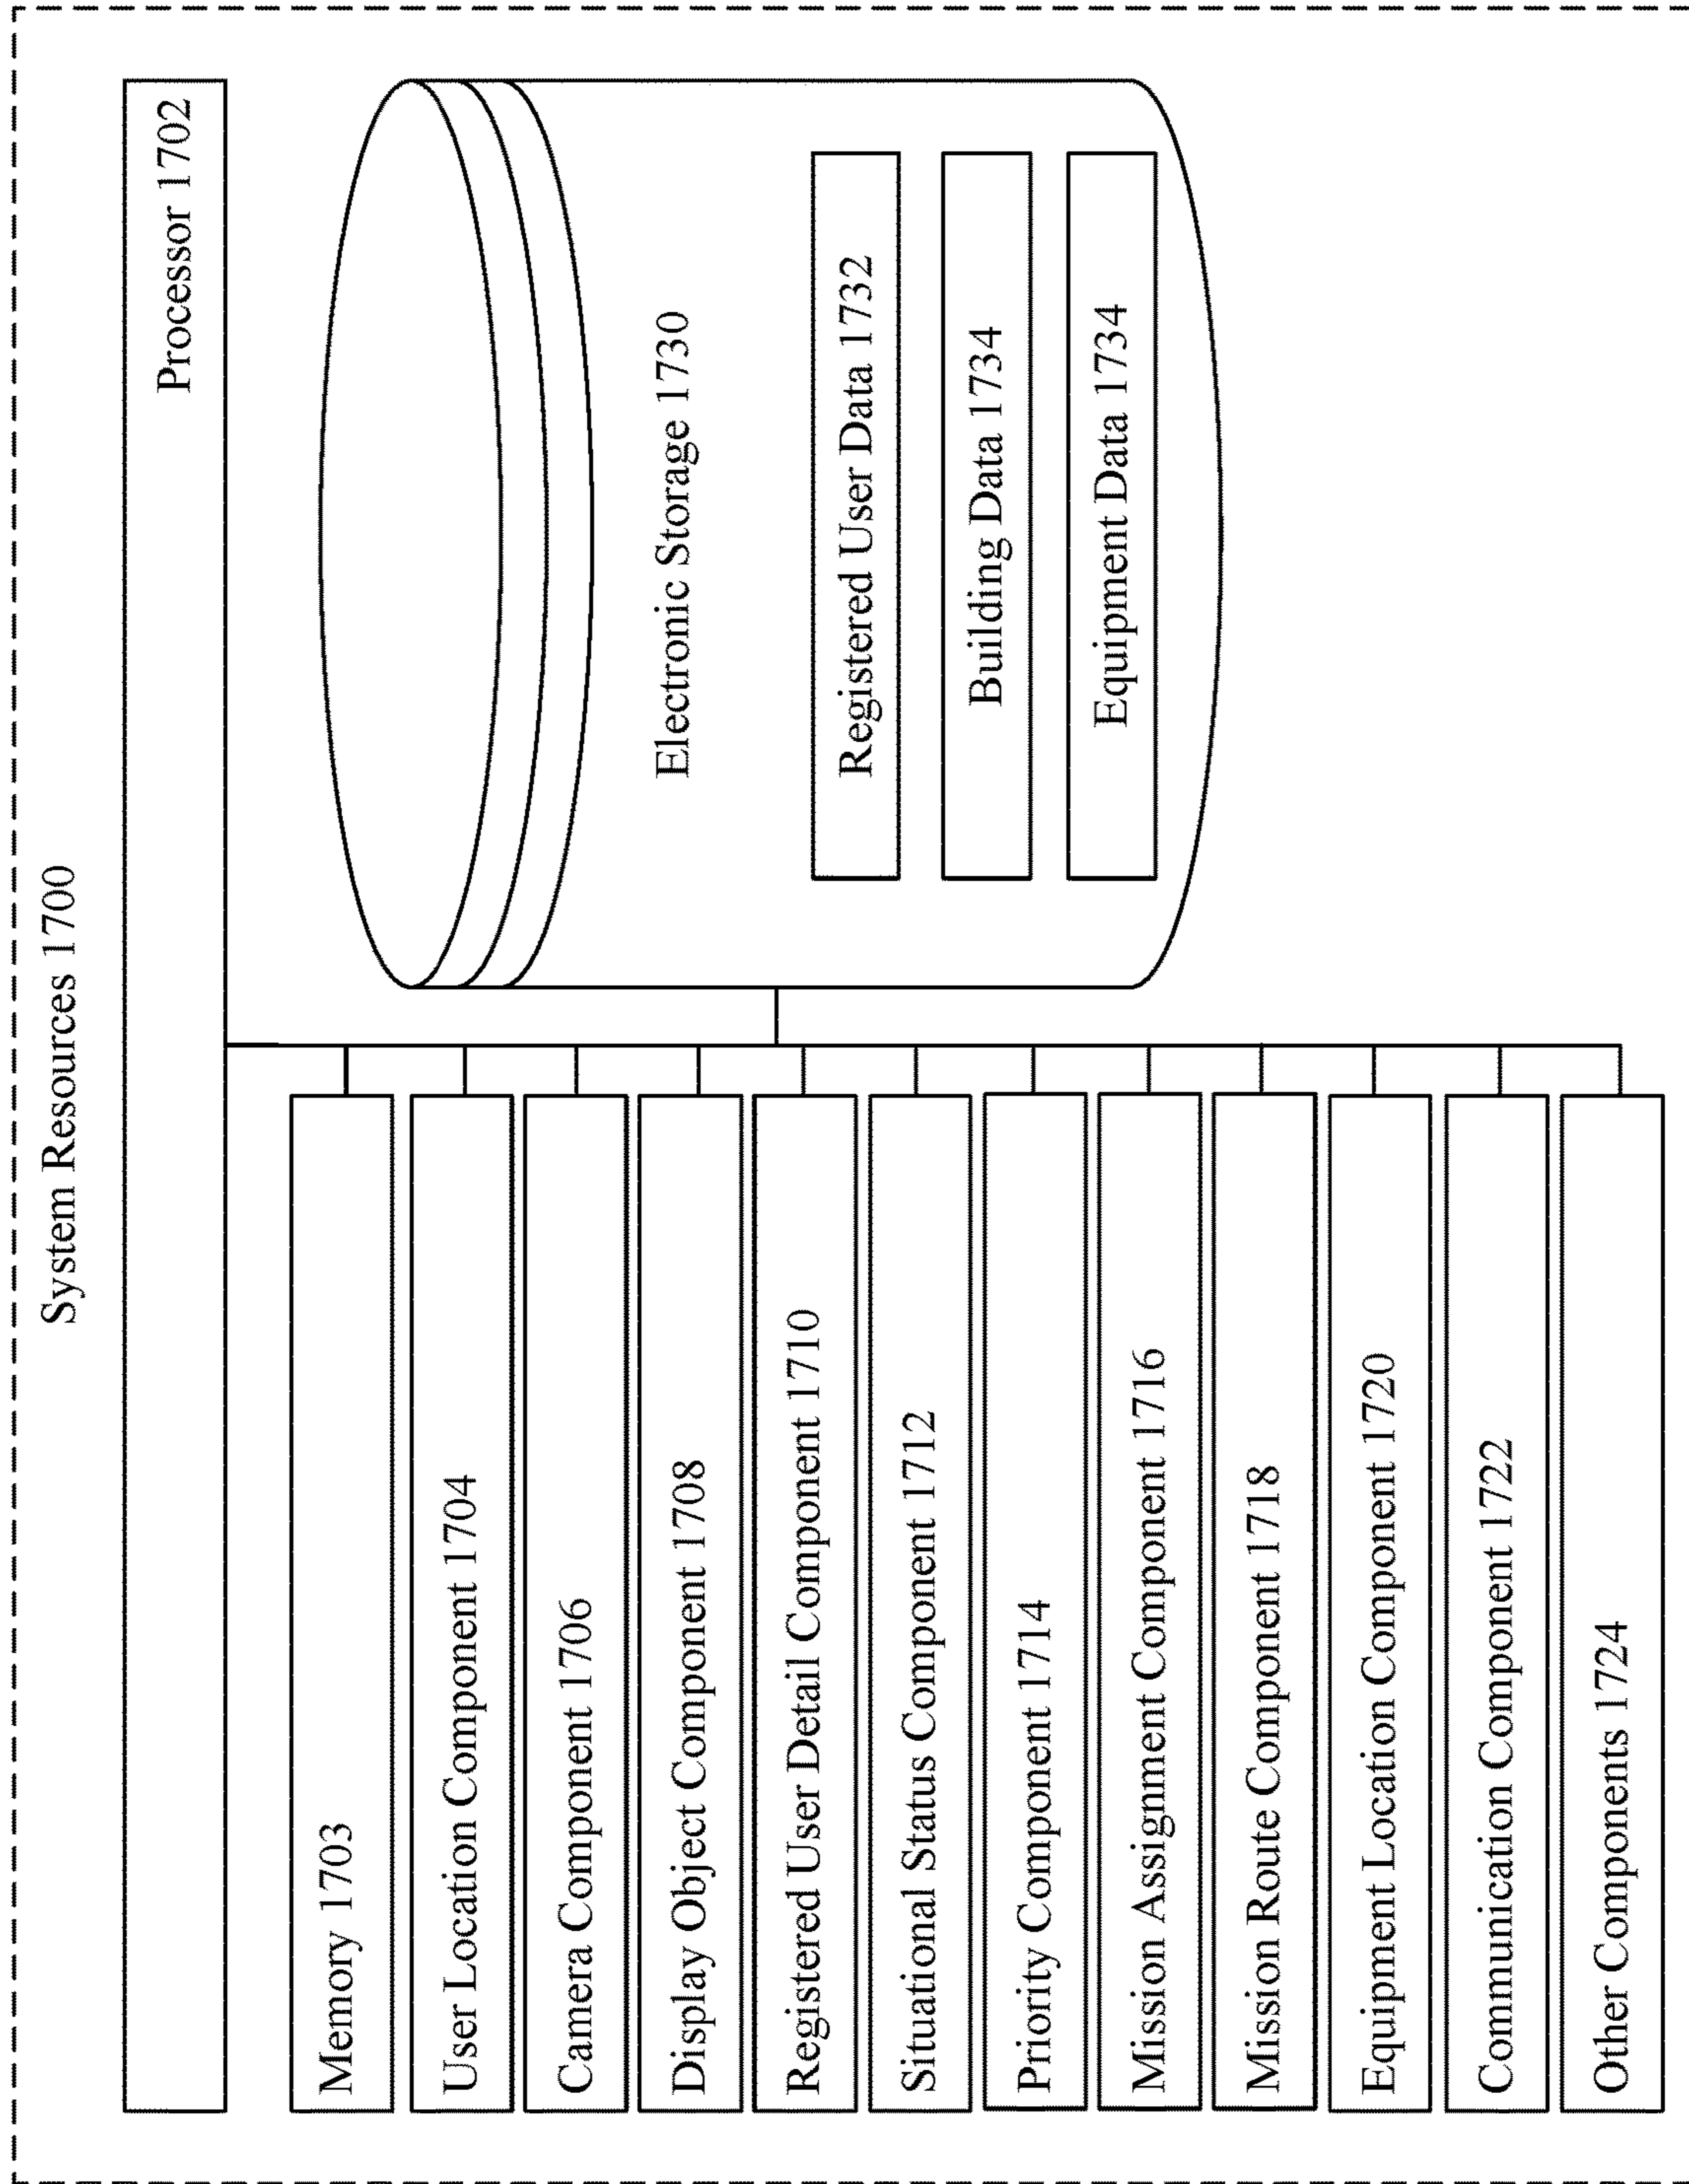 System Resources 1700
Processor 1702
Memory 1703
User Location Component 1704
Camera Component 1706
Display Object Component 1708
Registered User Detail Component 1710
Situational Status Component 1712
Priority Component 1714
Mission Assignment Component 1716
Mission Route Component 1718
Equipment Location Component 1720
Communication Component 1722
Other Components 1724
Electronic Storage 1730
Registered User Data 1732
Building Data 1734
Equipment Data 1734